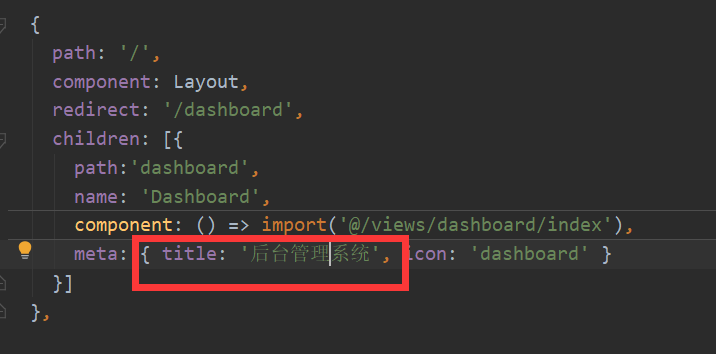 {
path: '/',
component: Layout,
redirect: '/dashboard',
children: [{
path:'dashboard',
name: 'Dashboard',
component: () => import('@/views/dashboard/index'),
meta: { title: '后台管理系统', icon: 'dashboard' }
}]
},